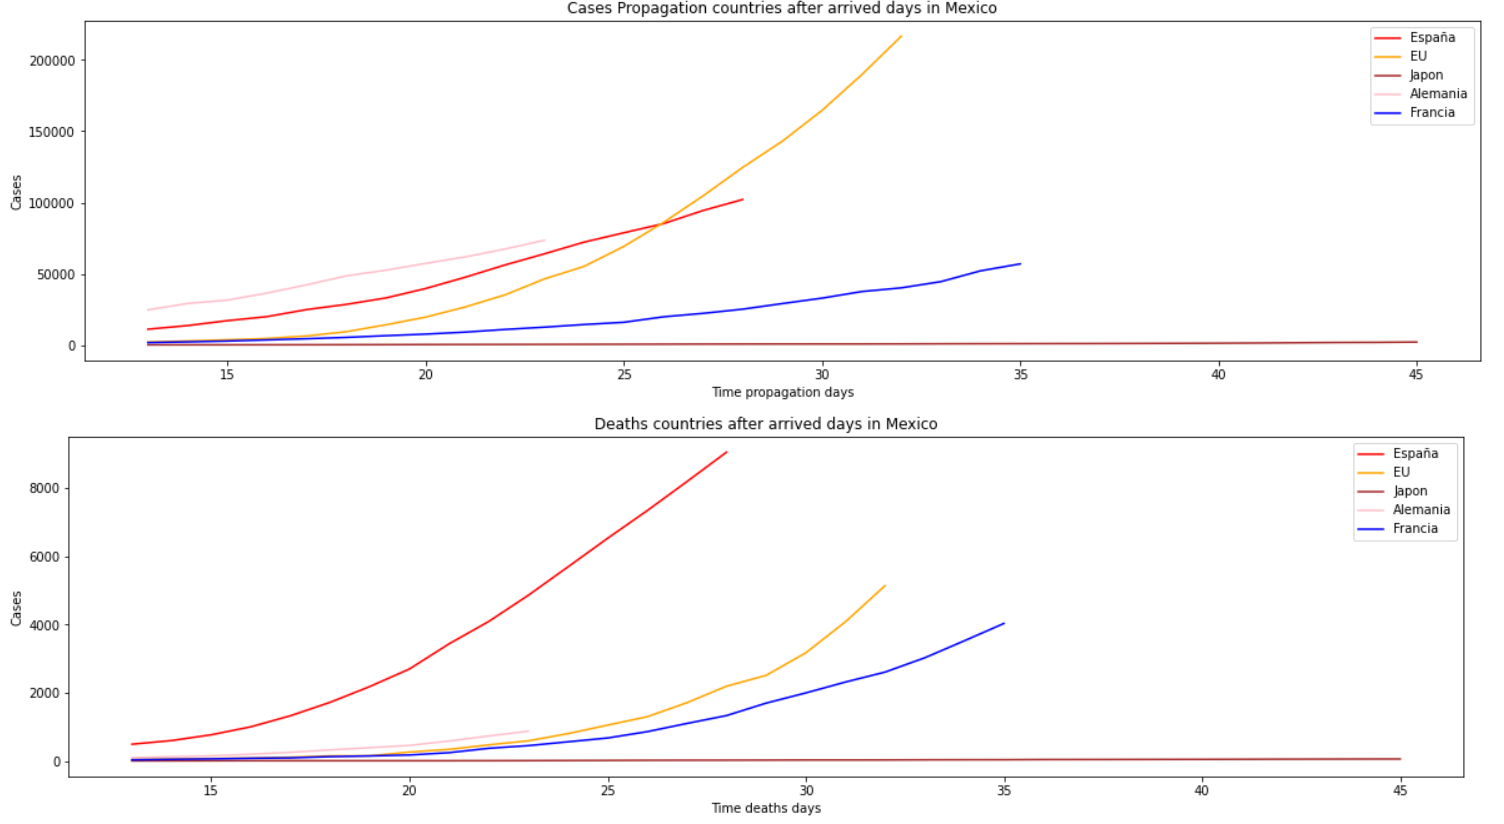 Cases Propagation countries after arrived days in Mexico
España
EU
Japon
Alemania
Francia
200000
150000
100000
50000
0
Cases
15 20 25 30 35 40 45
Time propagation days
Deaths countries after arrived days in Mexico
España
EU
Japon
Alemania
Francia
8000
6000
4000
2000
0
Cases
15 20 25 30 35 40 45
Time deaths days